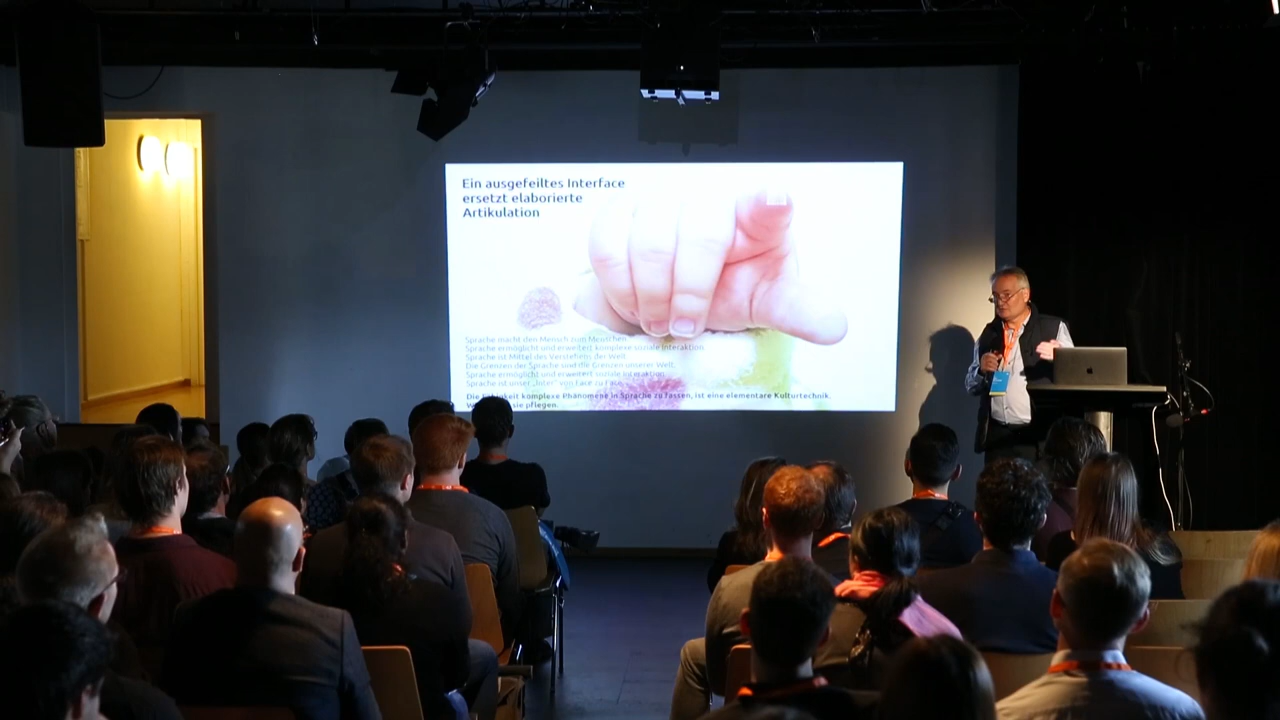 Ein ausgefeiltes Interface
ersetzt elaborierte
Artikulation
Sprache macht den Mensch zum Menschen.
Sprache ermöglicht und erweitert komplexe soziale Interaktion.
Sprache ist Mittel des Verstehens der Welt.
Die Grenzen der Sprache sind die Grenzen unserer Welt.
Sprache ermöglicht und erweitert soziale Interaktion.
Sprache ist unser „Inter“ von Face zu Face.
Die Fähigkeit komplexe Phänomene in Sprache zu fassen, ist eine elementare Kulturtechnik.
sie pflegen.